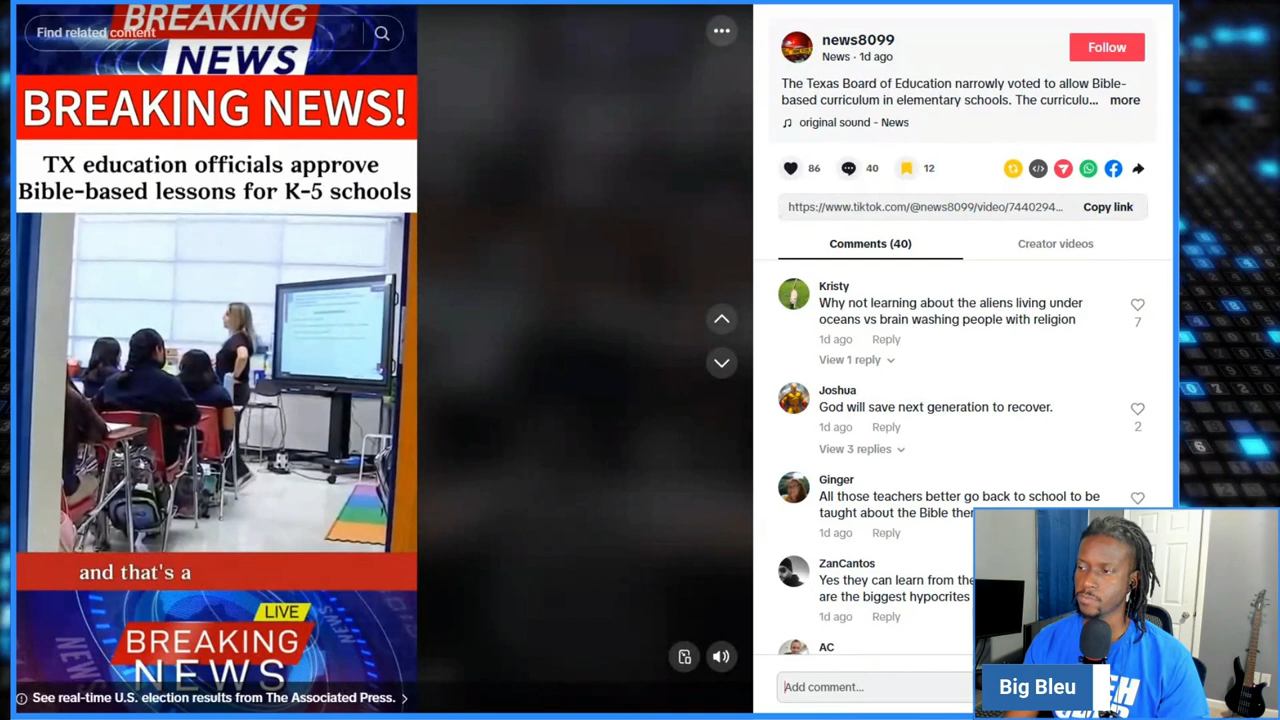 BREAKING
Find related content
NEWS
BREAKING NEWS!
TX education officials approve
Bible-based lessons for K-5 schools
and that's a
LIVE
BREAKING
NEWS
NEWS
See real-time U.S. election results from The Associated Press.
news8099
News · 1d ago
Follow
The Texas Board of Education narrowly voted to allow Bible-
based curriculum in elementary schools. The curriculu... more
original sound - News
86
40
12
https://www.tiktok.com/@news8099/video/7440294...
Copy link
Comments (40)
Creator videos
Kristy
Why not learning about the aliens living under
oceans vs brain washing people with religion
7
1d ago Reply
View 1 reply
Joshua
God will save next generation to recover.
2
1d ago Reply
View 3 replies
Ginger
All those teachers better go back to school to be
taught about the Bible
1d ago Reply
ZanCantos
Yes they can learn from the
are the biggest hypocrites
1d ago Reply
AC
Add comment...
Big Bleu